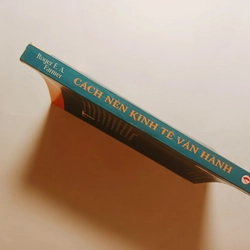 Roger E. A.
Farmer
CÁCH NỀN KINH TẾ VẬN HÀNH